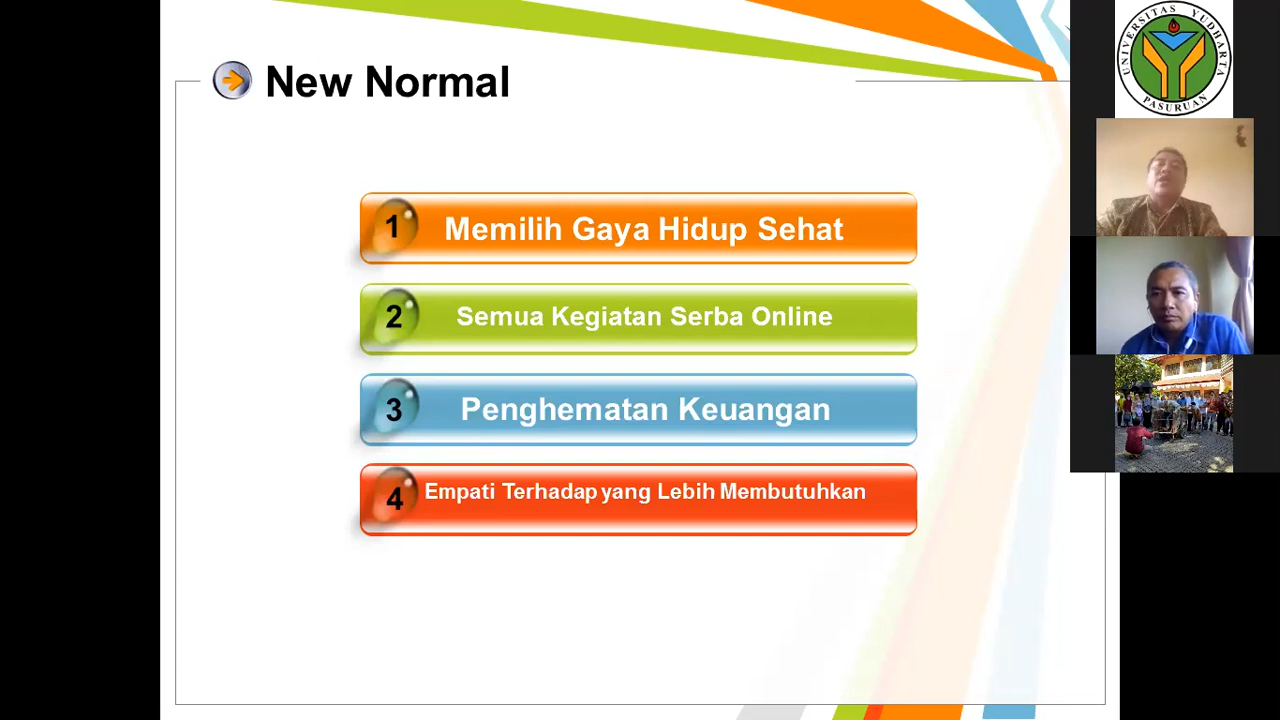 New Normal
1 Memilih Gaya Hidup Sehat
2 Semua Kegiatan Serba Online
3 Penghematan Keuangan
4 Empati Terhadap yang Lebih Membutuhkan
UNIVERSITAS YUDHARTA
PASURUAN